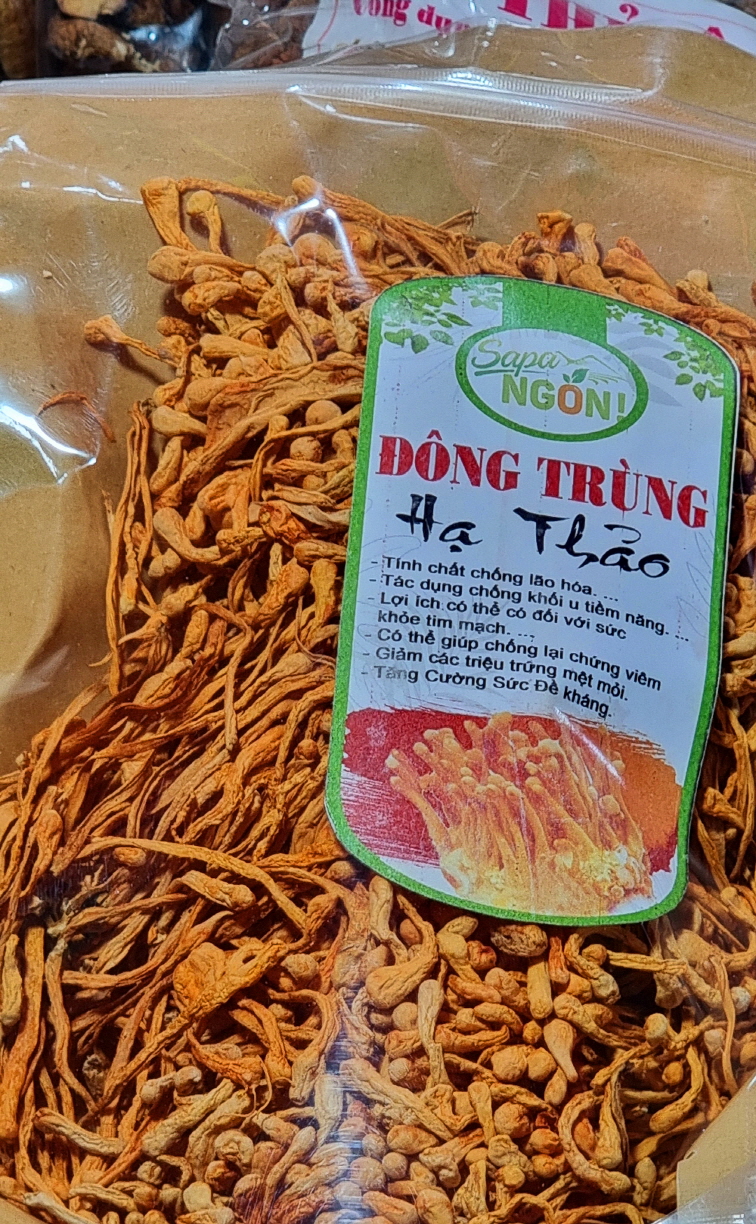 Công dụng
Sapa
NGON!
ĐÔNG TRÙNG
Hạ Thảo
- Tính chất chống lão hóa. ...
- Tác dụng chống khối u tiềm năng. ...
- Lợi ích có thể có đối với sức
khỏe tim mạch. ...
- Có thể giúp chống lại chứng viêm
- Giảm các triệu trứng mệt mỏi.
- Tăng Cường Sức Đề kháng.